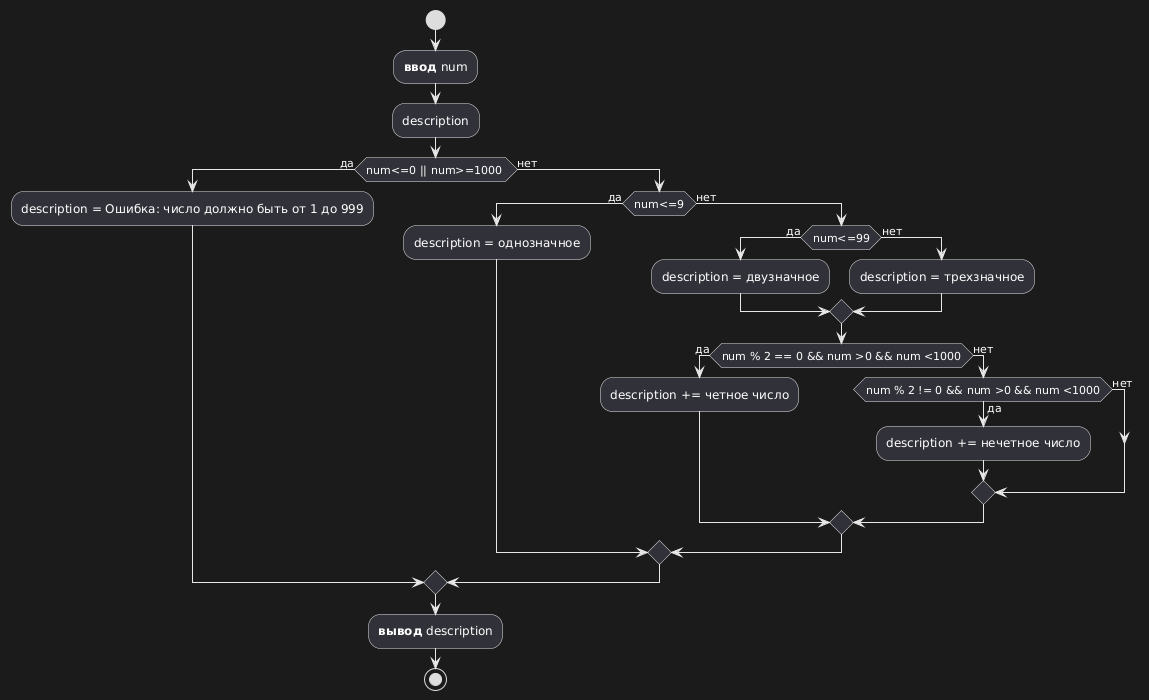 ввод num
description
да
num<=0 || num>=1000
нет
description = Ошибка: число должно быть от 1 до 999
да
num<=9
нет
description = однозначное
да
num<=99
нет
description = двузначное
description = трехзначное
да
num % 2 == 0 && num >0 && num <1000
нет
description += четное число
num % 2 != 0 && num >0 && num <1000
нет
да
description += нечетное число
вывод description